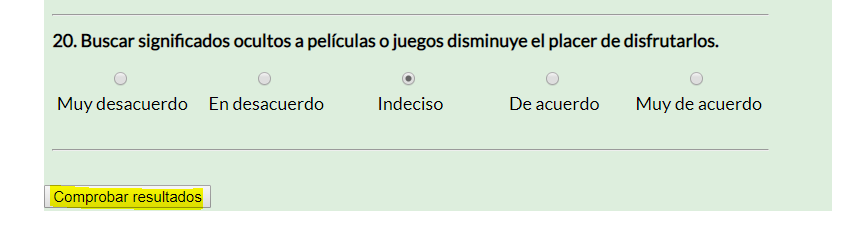 20. Buscar significados ocultos a películas o juegos disminuye el placer de disfrutarlos.
Muy desacuerdo En desacuerdo Indeciso De acuerdo Muy de acuerdo
Comprobar resultados